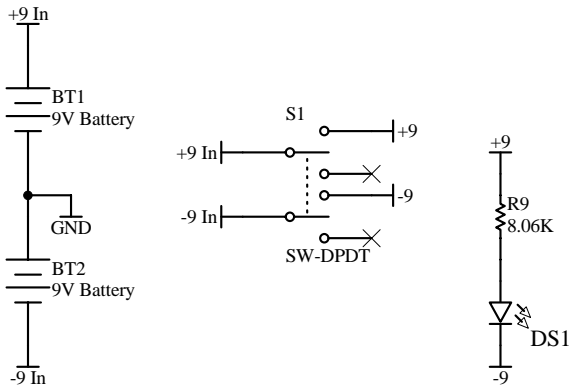 +9 In
BT1
9V Battery
GND
BT2
9V Battery
-9 In
S1
+9
+9 In
-9
-9 In
SW-DPDT
+9
R9
8.06K
DS1
-9